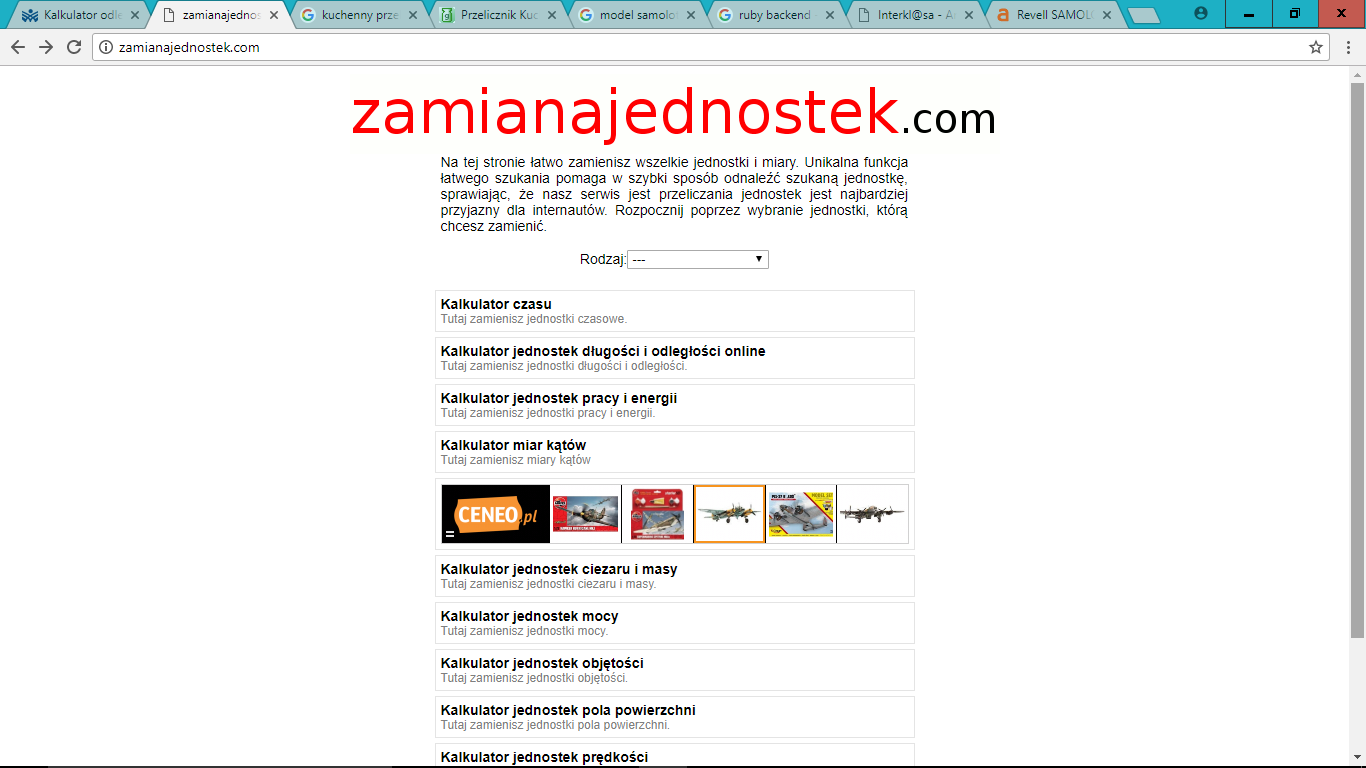 Kalkulator odle
zamianajednos
kuchenny prze
Przelicznik Kuc
model samolot
ruby backend
Interkl@sa - A
Revell SAMOLO
zamianajednostek.com
zamianajednostek.com
Na tej stronie łatwo zamienisz wszelkie jednostki i miary. Unikalna funkcja
łatwego szukania pomaga w szybki sposób odnaleźć szukaną jednostkę,
sprawiając, że nasz serwis jest przeliczania jednostek jest najbardziej
przyjazny dla internautów. Rozpocznij poprzez wybranie jednostki, którą
chcesz zamienić.
Rodzaj: ---
Kalkulator czasu
Tutaj zamienisz jednostki czasowe.
Kalkulator jednostek długości i odległości online
Tutaj zamienisz jednostki długości i odległości.
Kalkulator jednostek pracy i energii
Tutaj zamienisz jednostki pracy i energii.
Kalkulator miar kątów
Tutaj zamienisz miary kątów
CENEO.pl
Kalkulator jednostek ciezaru i masy
Tutaj zamienisz jednostki ciezaru i masy.
Kalkulator jednostek mocy
Tutaj zamienisz jednostki mocy.
Kalkulator jednostek objętości
Tutaj zamienisz jednostki objętości.
Kalkulator jednostek pola powierzchni
Tutaj zamienisz jednostki pola powierzchni.
Kalkulator jednostek prędkości